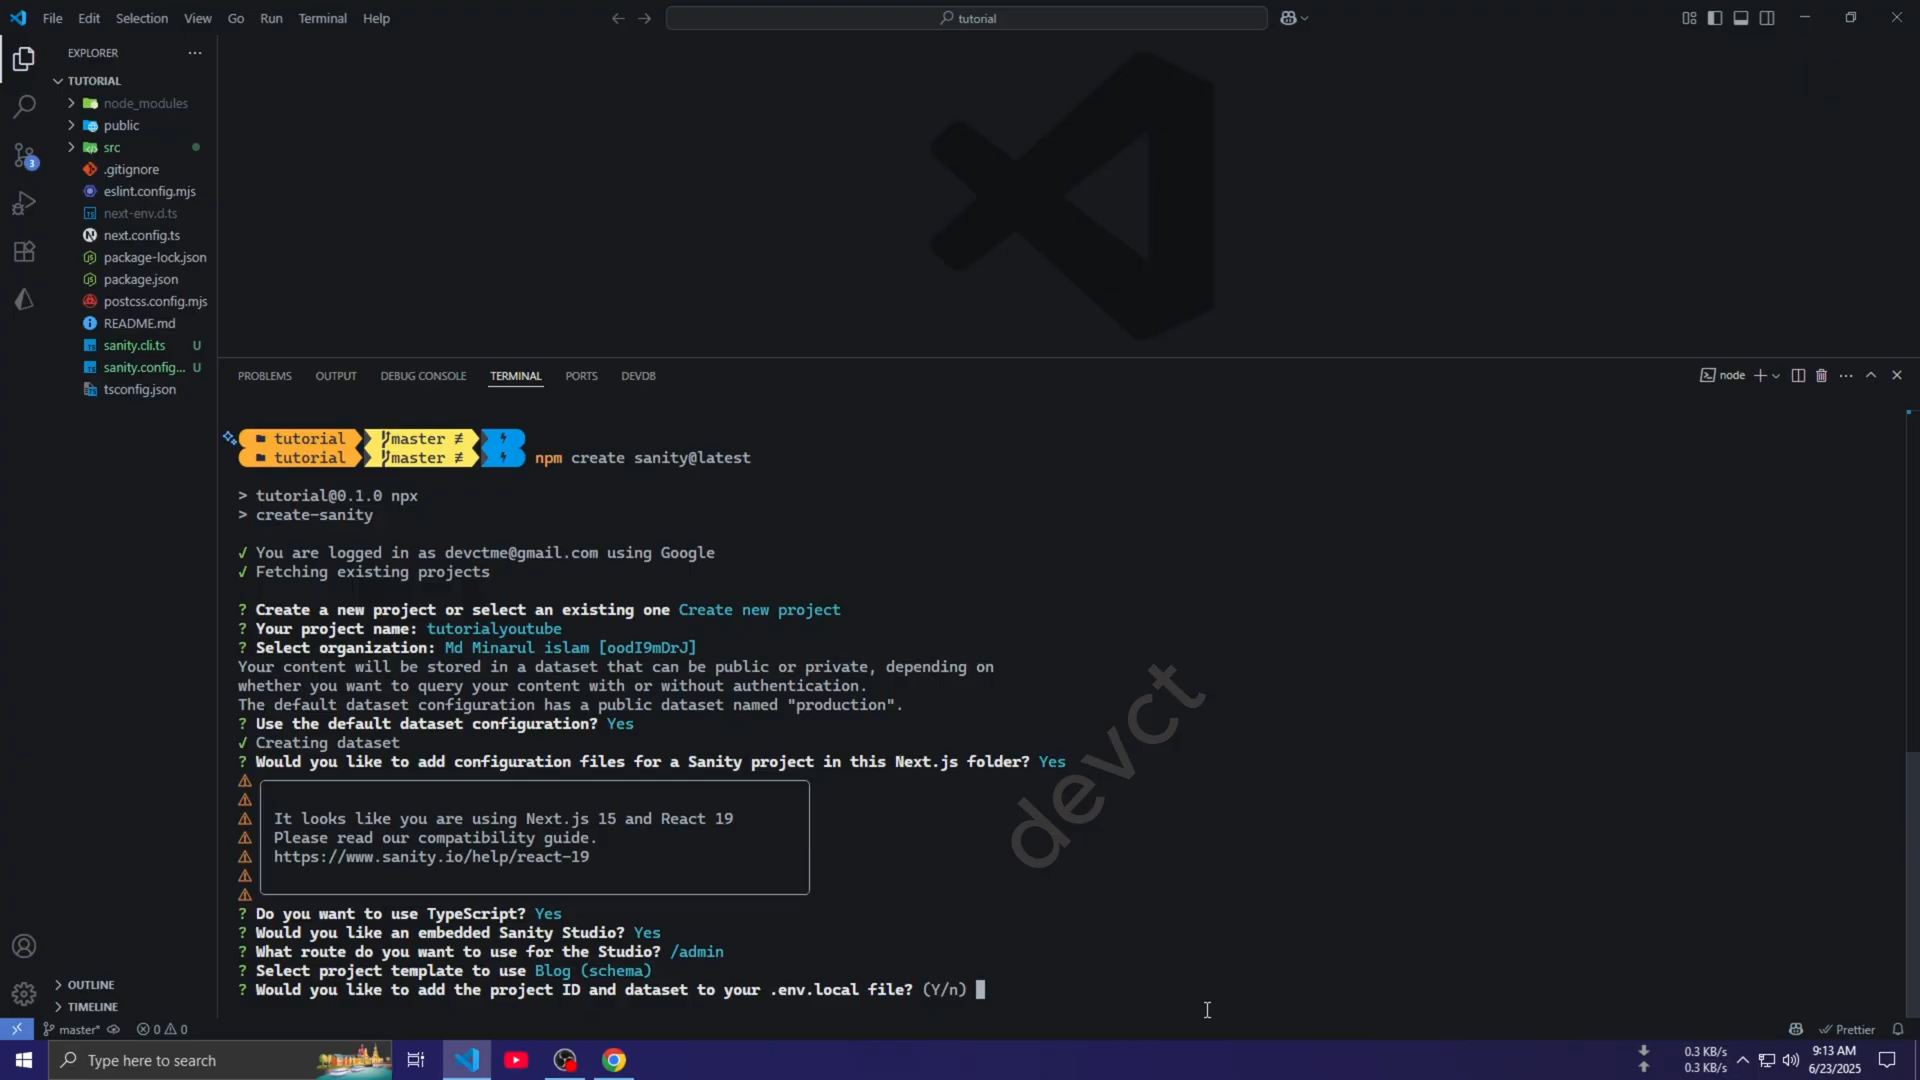 File Edit Selection View Go Run Terminal Help
tutorial
EXPLORER
TUTORIAL
node_modules
public
src
.gitignore
eslint.config.mjs
next-env.d.ts
next.config.ts
package-lock.json
package.json
postcss.config.mjs
README.md
sanity.cli.ts U
sanity.config... U
tsconfig.json
3
OUTLINE
TIMELINE
PROBLEMS OUTPUT DEBUG CONSOLE TERMINAL PORTS DEVDB
node
tutorial master ≢
tutorial master ≢ npm create sanity@latest
> tutorial@0.1.0 npx
> create-sanity
✓ You are logged in as devctme@gmail.com using Google
✓ Fetching existing projects
? Create a new project or select an existing one Create new project
? Your project name: tutorialyoutube
? Select organization: Md Minarul islam [oodI9mDrJ]
Your content will be stored in a dataset that can be public or private, depending on
whether you want to query your content with or without authentication.
The default dataset configuration has a public dataset named "production".
? Use the default dataset configuration? Yes
✓ Creating dataset
? Would you like to add configuration files for a Sanity project in this Next.js folder? Yes
It looks like you are using Next.js 15 and React 19
Please read our compatibility guide.
https://www.sanity.io/help/react-19
? Do you want to use TypeScript? Yes
? Would you like an embedded Sanity Studio? Yes
? What route do you want to use for the Studio? /admin
? Select project template to use Blog (schema)
? Would you like to add the project ID and dataset to your .env.local file? (Y/n)
devct
master* 0 0
Prettier
Type here to search
0.3 KB/s
0.3 KB/s
9:13 AM
6/23/2025